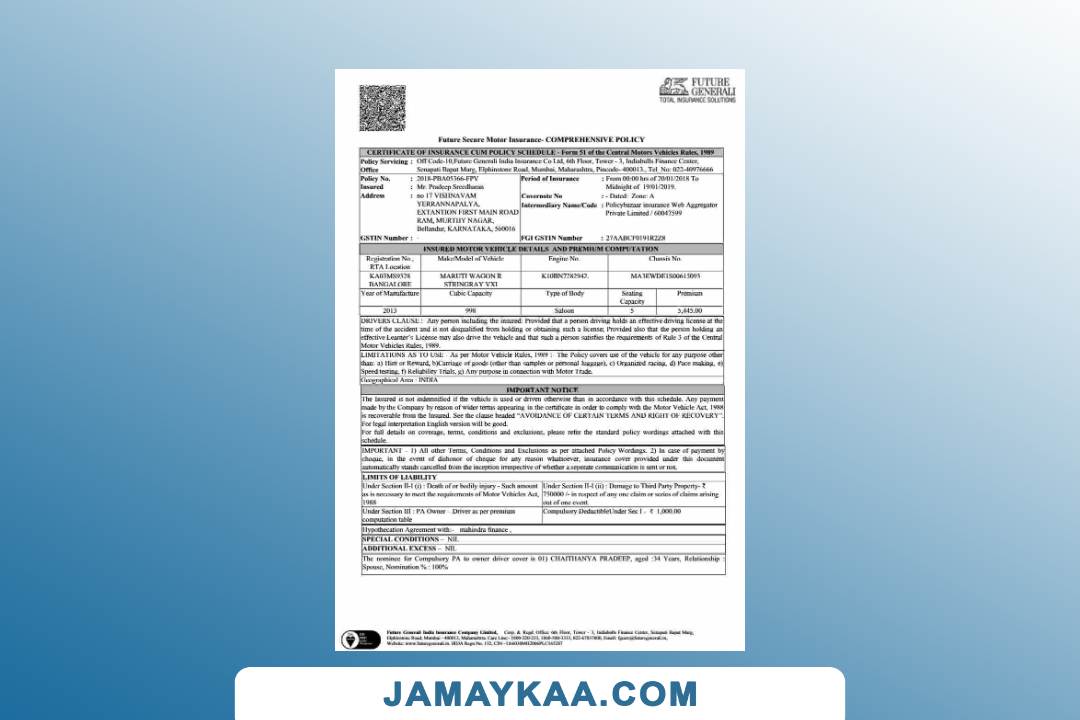 FUTURE
GENERALI
TOTAL INSURANCE SOLUTIONS
Future Secure Motor Insurance- COMPREHENSIVE POLICY
CERTIFICATE OF INSURANCE CUM POLICY SCHEDULE - Form 51 of the Central Motors Vehicles Rules, 1989
Policy Servicing : Off Code-10,Future Generali India Insurance Co Ltd, 6th Floor, Tower - 3, Indiabulls Finance Center,
Office Senapati Bapat Marg, Elphinstone Road, Mumbai, Maharashtra, Pincode- 400013., Tel No: 022-40976666
Policy No. : 2018-PBA05366-FPV Period of Insurance : From 00:00 hrs of 20/01/2018 To
Insured : Mr. Pradeep Sreedharan Midnight of 19/01/2019.
Address : no 17 VISHNAVAM Covernote No : - Dated: Zone: A
YERRANNAPALYA, Intermediary Name/Code : Policybazaar insurance Web Aggregator
EXTANTION FIRST MAIN ROAD Private Limited / 60047599
RAM, MURTHY NAGAR,
Bellandur, KARNATAKA, 560016
GSTIN Number : FGI GSTIN Number : 27AABCF0191R2Z8
INSURED MOTOR VEHICLE DETAILS AND PREMIUM COMPUTATION
Registration No., Make/Model of Vehicle Engine No. Chassis No.
RTA Location
MARUTI WAGON R
BANGALORE STRINGRAY VXI
Year of Manufacture Cubic Capacity Type of Body Seating Premium
Capacity
2013 998 Saloon 5 5,845.00
DRIVERS CLAUSE : Any person including the insured: Provided that a person driving holds an effective driving license at the
time of the accident and is not disqualified from holding or obtaining such a license; Provided also that the person holding an
effective Learner's License may also drive the vehicle and that such a person satisfies the requirements of Rule 3 of the Central
Motor Vehicles Rules, 1989.
LIMITATIONS AS TO USE - As per Motor Vehicle Rules, 1989 : The Policy covers use of the vehicle for any purpose other
than: a) Hire or Reward, b)Carriage of goods (other than samples or personal luggage), c) Organized racing, d) Pace making, e)
Speed testing, f) Reliability Trials, g) Any purpose in connection with Motor Trade.
Geographical Area : INDIA
IMPORTANT NOTICE
The Insured is not indemnified if the vehicle is used or driven otherwise than in accordance with this schedule. Any payment
made by the Company by reason of wider terms appearing in the certificate in order to comply with the Motor Vehicle Act, 1988
is recoverable from the Insured. See the clause headed "AVOIDANCE OF CERTAIN TERMS AND RIGHT OF RECOVERY".
For legal interpretation English version will be good.
For full details on coverage, terms, conditions and exclusions, please refer the standard policy wordings attached with this
schedule.
IMPORTANT - 1) All other Terms, Conditions and Exclusions as per attached Policy Wordings. 2) In case of payment by
cheque, in the event of dishonor of cheque for any reason whatsoever, insurance cover provided under this document
automatically stands cancelled from the inception irrespective of whether a separate communication is sent or not.
LIMITS OF LIABILITY
Under Section II-I (i) : Death of or bodily injury - Such amount Under Section II-I (ii) : Damage to Third Party Property- ₹
as is necessary to meet the requirements of Motor Vehicles Act, 750000 /- in respect of any one claim or series of claims arising
1988 out of one event.
Under Section III : PA Owner - Driver as per premium Compulsory DeductibleUnder Sec I - ₹ 1,000.00
computation table
Hypothecation Agreement with:- mahindra finance ,
SPECIAL CONDITIONS - NIL
ADDITIONAL EXCESS - NIL
The nominee for Compulsory PA to owner driver cover is 01) CHAITHANYA PRADEEP, aged :34 Years, Relationship :
Spouse, Nomination % : 100%
Future Generali India Insurance Company Limited, Corp. & Regd. Office: 6th Floor, Tower - 3, Indiabulls Finance Center, Senapati Bapat Marg,
Elphinstone Road, Mumbai - 400013, Maharashtra
JAMAYKAA.COM